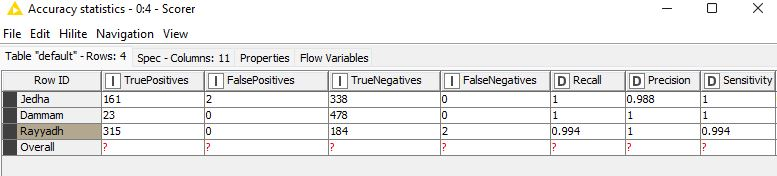 Accuracy statistics - 0:4 - Scorer
File Edit Hilite Navigation View
Table "default" - Rows: 4 Spec - Columns: 11 Properties Flow Variables
Row ID I TruePositives I FalsePositives I TrueNegatives I FalseNegatives D Recall D Precision D Sensitivity
Jedha 161 2 338 0 1 0.988 1
Dammam 23 0 478 0 1 1 1
Rayyadh 315 0 184 2 0.994 1 0.994
Overall ? ? ? ? ? ? ?